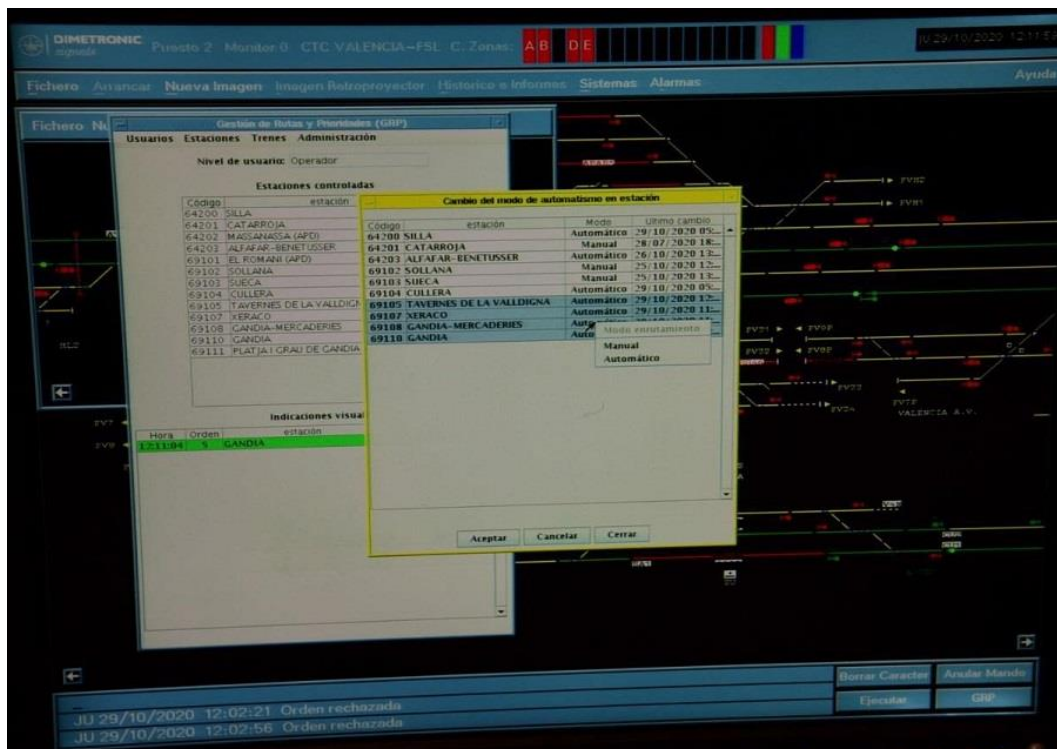 DIMETRONIC
signals
Puesto 2 Monitor 0 CTC VALENCIA-FSL C. Zonas: A B D E
29/10/2020 12:11:59
Fichero Arrancar Nueva Imagen Imagen Retroproyector Historico e Informes Sistemas Alarmas Ayuda
Fichero
Gestión de Rutas y Prioridades (GRP)
Usuarios Estaciones Trenes Administración
Nivel de usuario: Operador
Estaciones controladas
Código estación
64200 SILLA
64201 CATARROJA
64202 MASSANASSA (APD)
64203 ALFAFAR-BENETUSSER
69101 EL ROMANI (APD)
69102 SOLLANA
69103 SUECA
69104 CULLERA
69105 TAVERNES DE LA VALLDIGN
69107 XERACO
69108 GANDIA-MERCADERIES
69110 GANDIA
69111 PLATJA I GRAU DE GANDIA
Indicaciones visual
Hora Orden estación
12:11:04 S GANDIA
Cambio del modo de automatismo en estación
Código estación Modo Ultimo cambio
64200 SILLA Automático 29/10/2020 05:...
64201 CATARROJA Manual 28/07/2020 18:...
64203 ALFAFAR-BENETUSSER Automático 26/10/2020 13:...
69102 SOLLANA Manual 25/10/2020 12:...
69103 SUECA Manual 25/10/2020 13:...
69104 CULLERA Automático 29/10/2020 05:...
69105 TAVERNES DE LA VALLDIGNA Automático 29/10/2020 12:...
69107 XERACO Automático 29/10/2020 11:...
69108 GANDIA-MERCADERIES
69110 GANDIA Auto
Modo enrutamiento
Manual
Automático
Aceptar Cancelar Cerrar
VALENCIA A.V.
Borrar Caracter Anular Mando
Ejecutar GRP
JU 29/10/2020 12:02:21 Orden rechazada
JU 29/10/2020 12:02:56 Orden rechazada